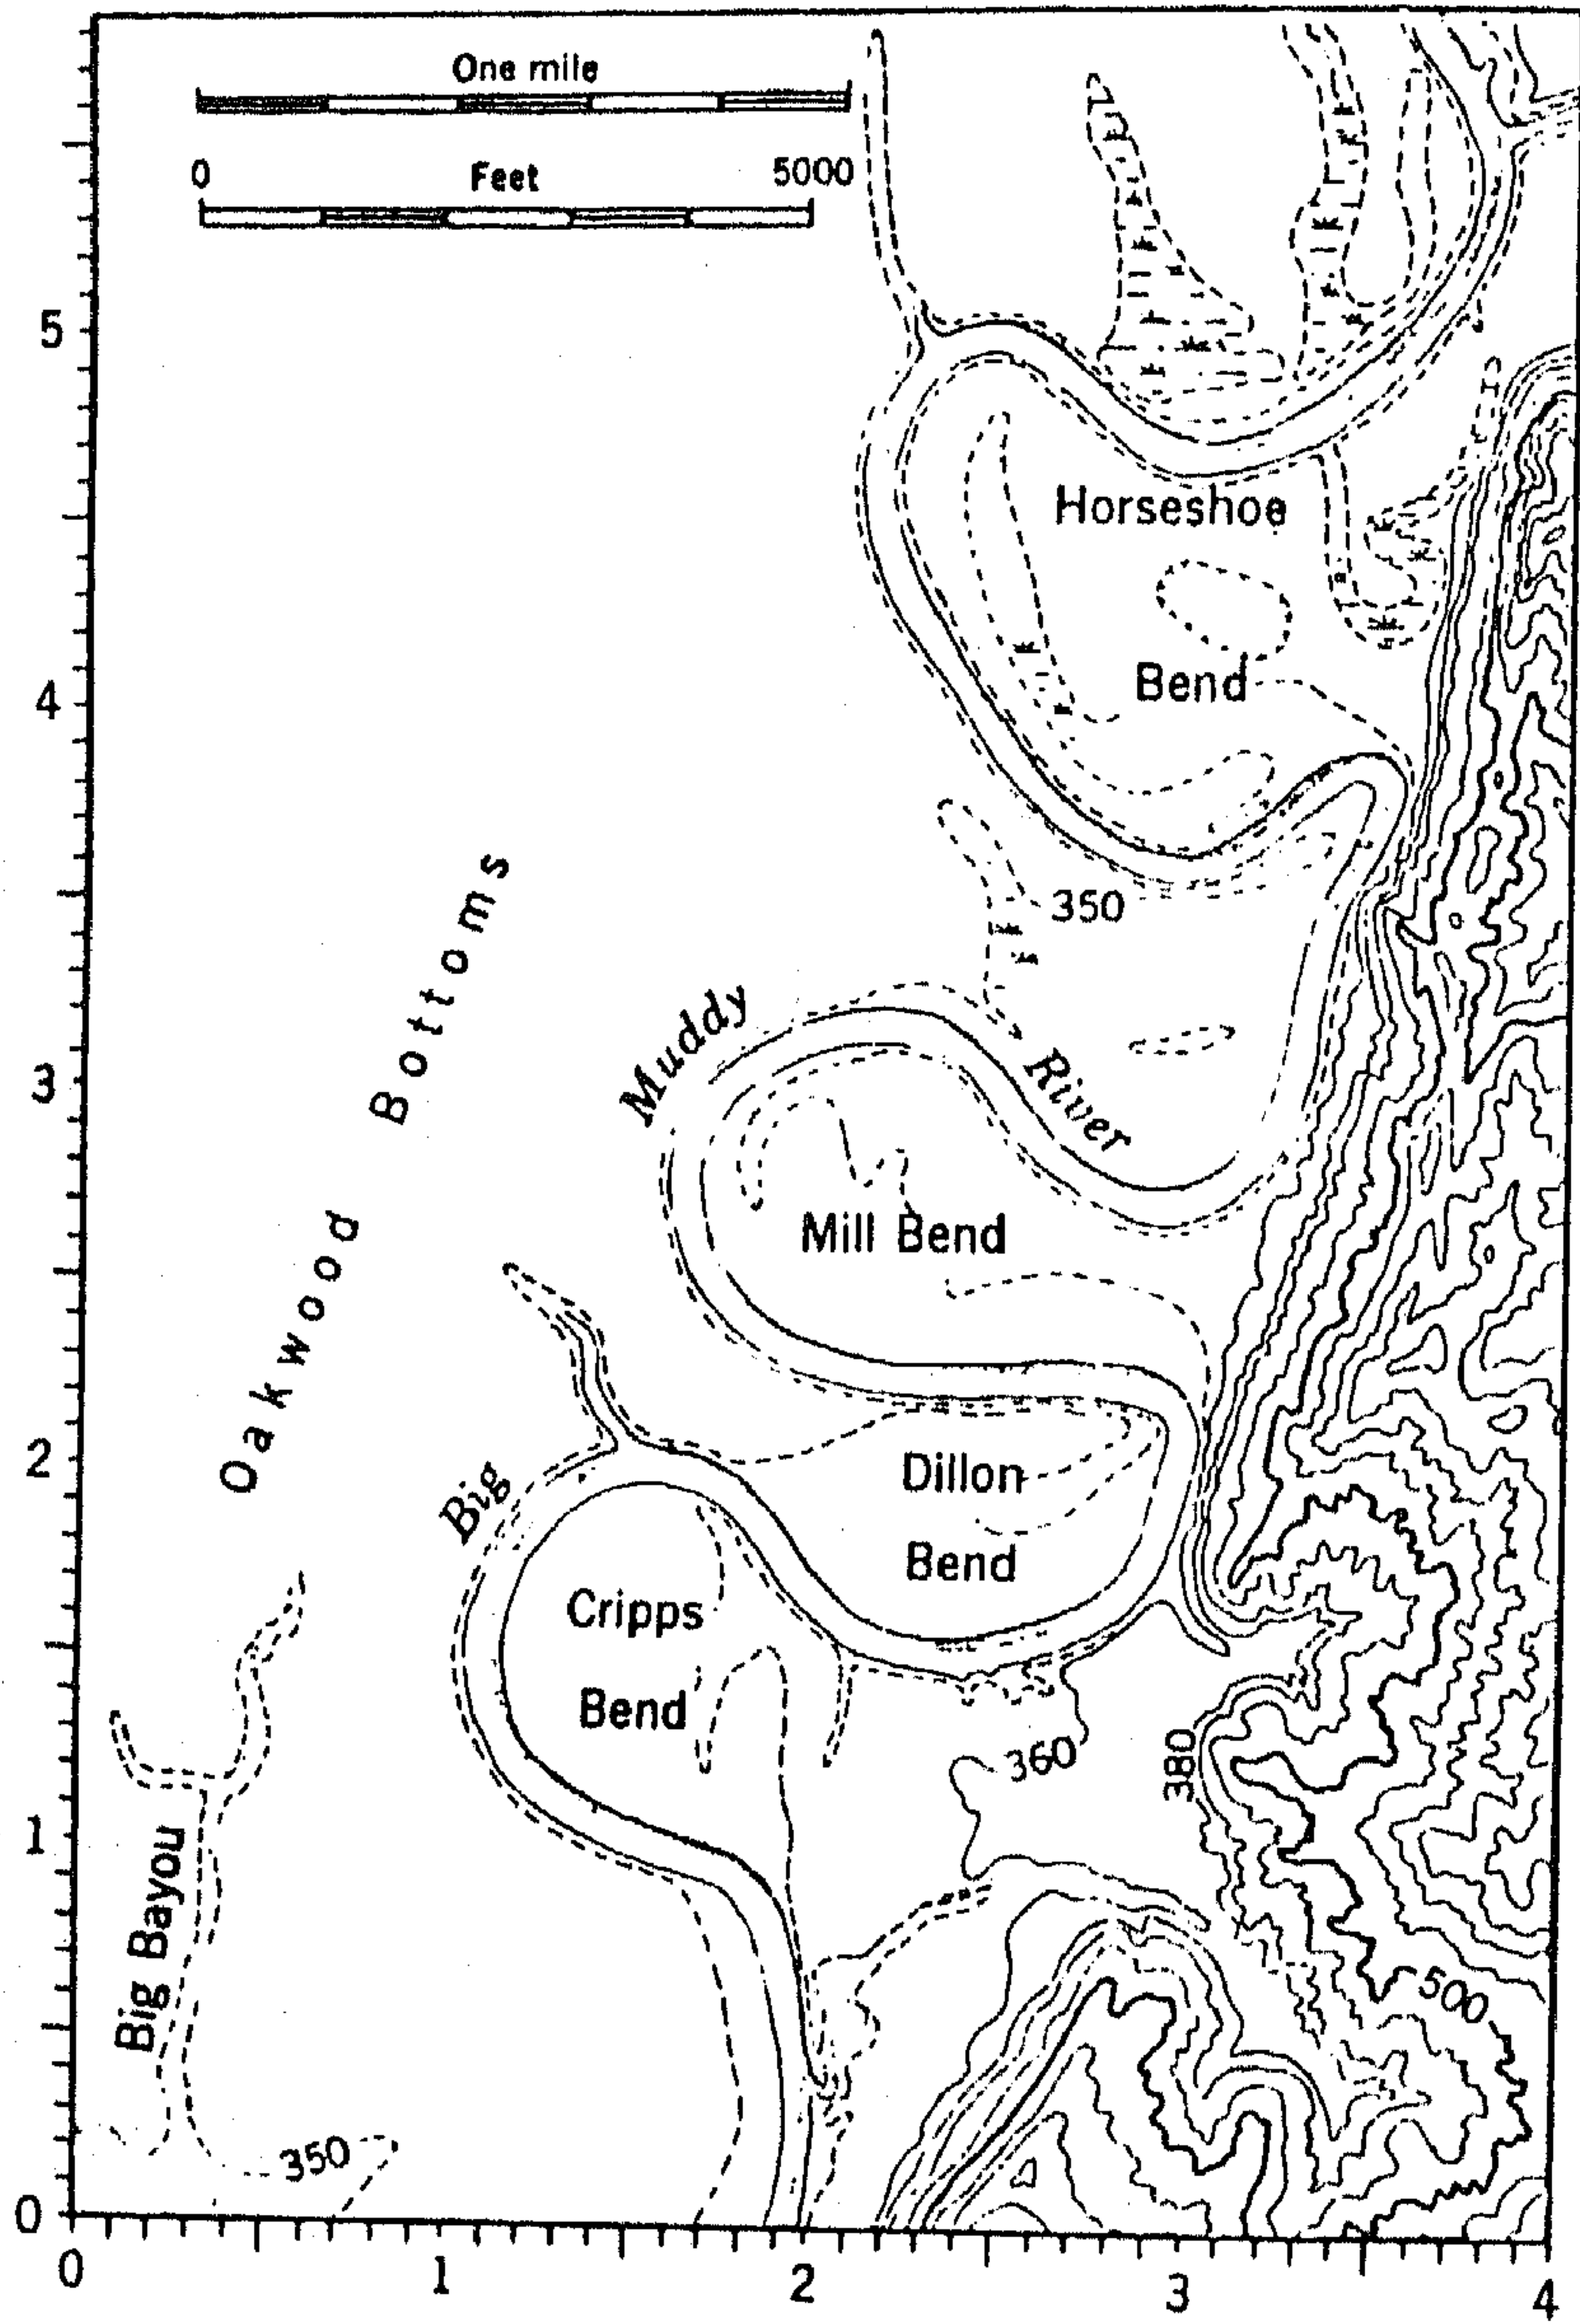 One mile
0 Feet 5000
5
Horseshoe
Bend
4
350
Oakwood Bottoms
3
Big Muddy River
Mill Bend
2
Dillon
Bend
Cripps
Bend
360
380
1
Big Bayou
500
350
0
0 1 2 3 4